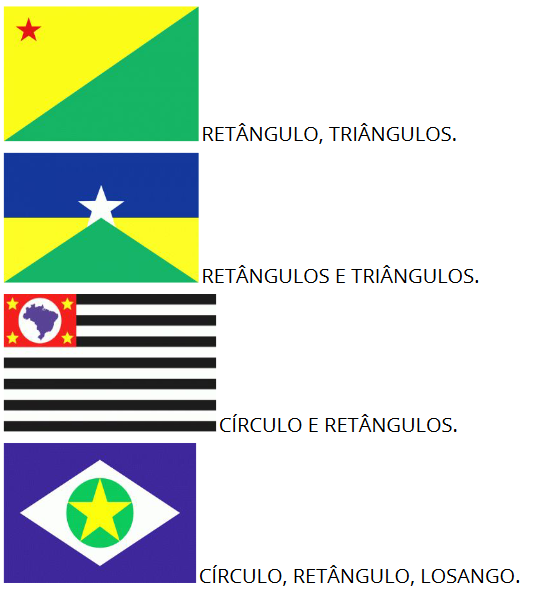 RETÂNGULO, TRIÂNGULOS.
RETÂNGULOS E TRIÂNGULOS.
CÍRCULO E RETÂNGULOS.
CÍRCULO, RETÂNGULO, LOSANGO.